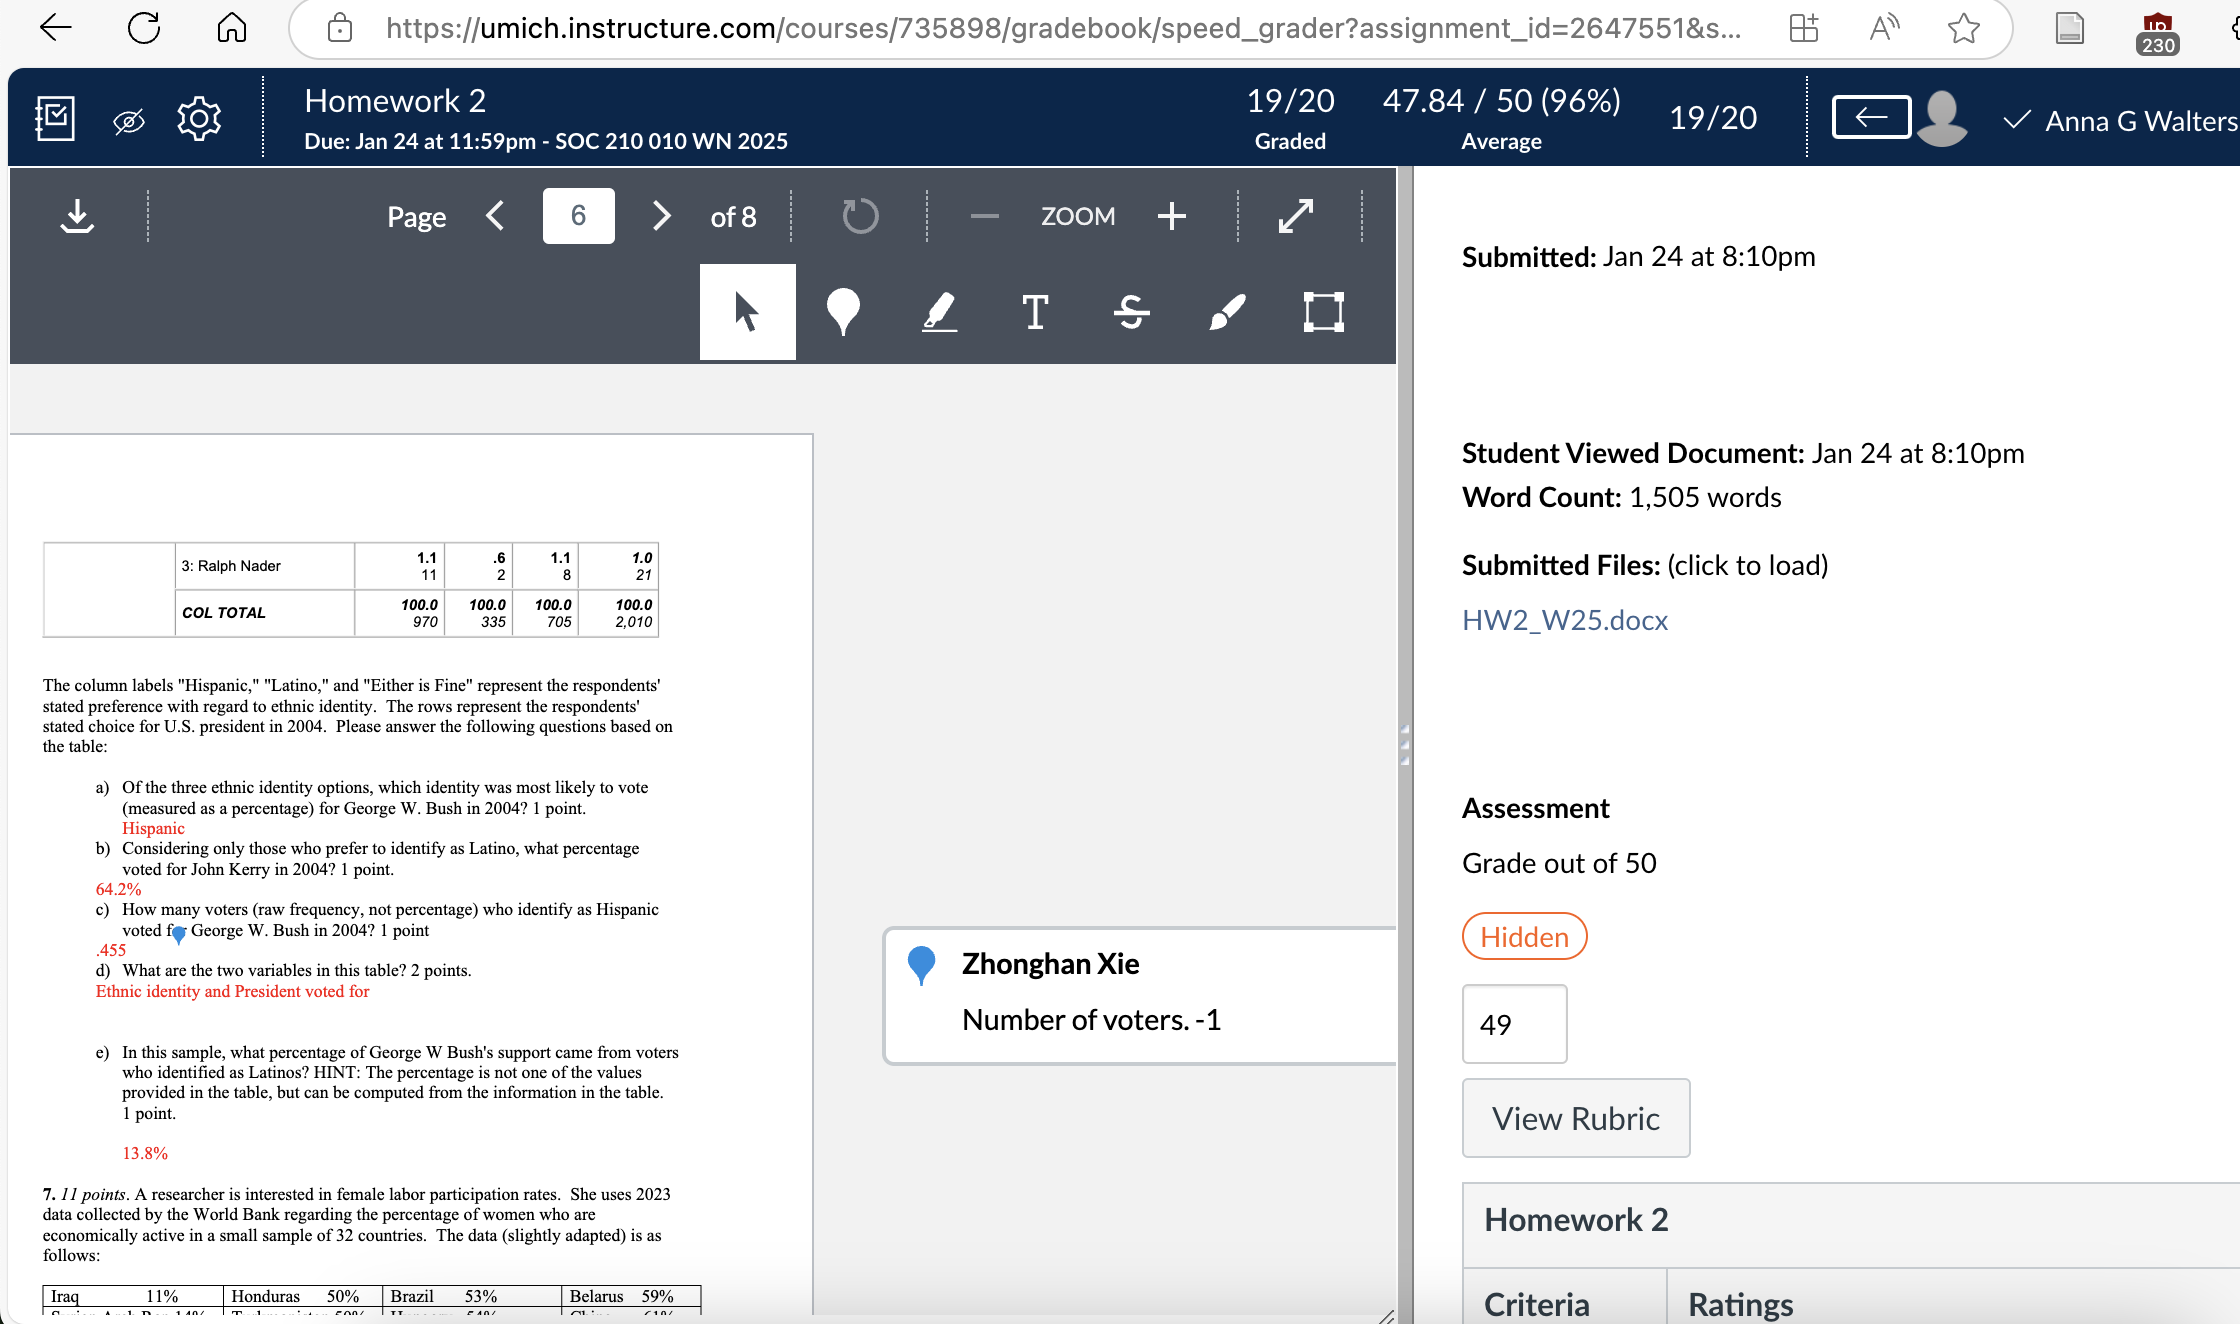 https://umich.instructure.com/courses/735898/gradebook/speed_grader?assignment_id=2647551&s...
230
Homework 2
Due: Jan 24 at 11:59pm - SOC 210 010 WN 2025
19/20
Graded
47.84 / 50 (96%)
Average
19/20
Anna G Walters
Page 6 of 8
ZOOM
3: Ralph Nader 1.1 .6 1.1 1.0
11 2 8 21
COL TOTAL 100.0 100.0 100.0 100.0
970 335 705 2,010
The column labels "Hispanic," "Latino," and "Either is Fine" represent the respondents'
stated preference with regard to ethnic identity. The rows represent the respondents'
stated choice for U.S. president in 2004. Please answer the following questions based on
the table:
a) Of the three ethnic identity options, which identity was most likely to vote
(measured as a percentage) for George W. Bush in 2004? 1 point.
Hispanic
b) Considering only those who prefer to identify as Latino, what percentage
voted for John Kerry in 2004? 1 point.
64.2%
c) How many voters (raw frequency, not percentage) who identify as Hispanic
voted for George W. Bush in 2004? 1 point
.455
d) What are the two variables in this table? 2 points.
Ethnic identity and President voted for
e) In this sample, what percentage of George W Bush's support came from voters
who identified as Latinos? HINT: The percentage is not one of the values
provided in the table, but can be computed from the information in the table.
1 point.
13.8%
7. 11 points. A researcher is interested in female labor participation rates. She uses 2023
data collected by the World Bank regarding the percentage of women who are
economically active in a small sample of 32 countries. The data (slightly adapted) is as
follows:
Iraq 11% Honduras 50% Brazil 53% Belarus 59%
Zhonghan Xie
Number of voters. -1
Submitted: Jan 24 at 8:10pm
Student Viewed Document: Jan 24 at 8:10pm
Word Count: 1,505 words
Submitted Files: (click to load)
HW2_W25.docx
Assessment
Grade out of 50
Hidden
49
View Rubric
Homework 2
Criteria Ratings